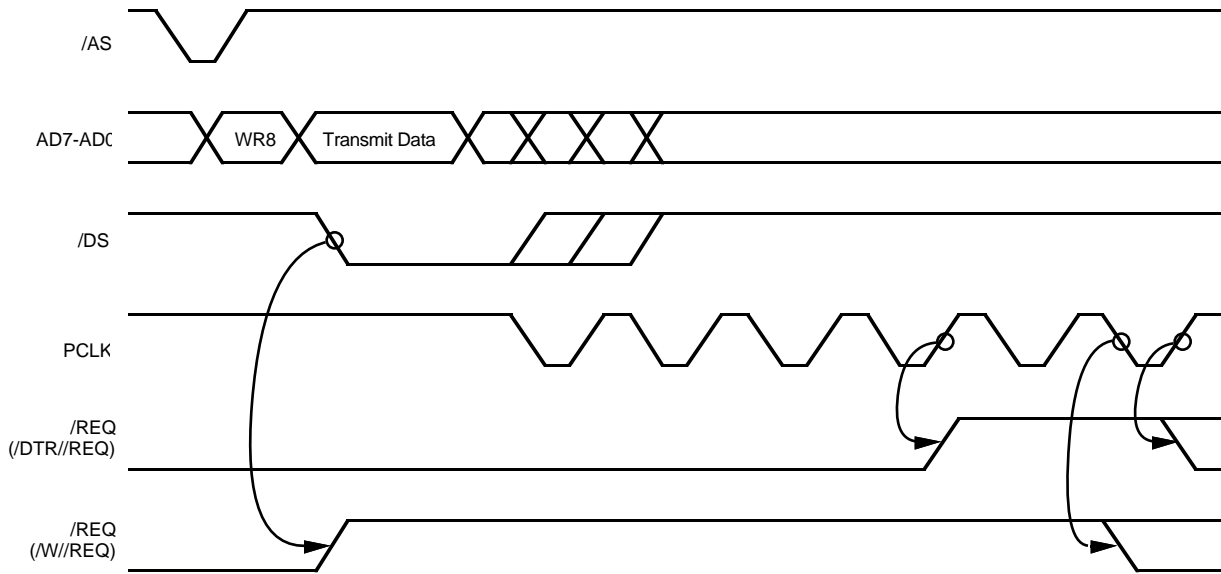 /AS
AD7-AD0
WR8
Transmit Data
/DS
PCLK
/REQ
(/DTR//REQ)
/REQ
(/W//REQ)